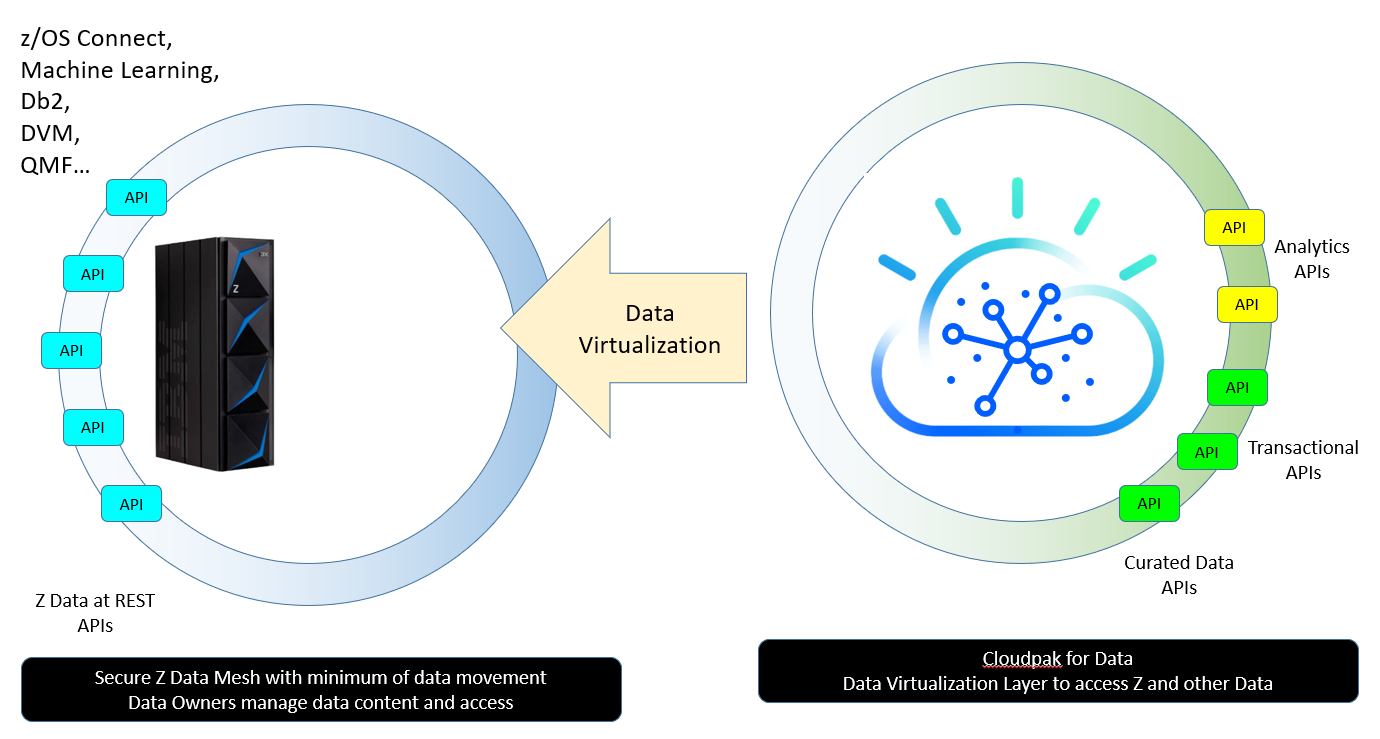 z/OS Connect,
Machine Learning,
Db2,
DVM,
QMF...
API
API
API
API
API
Z
Z Data at REST
APIs
Secure Z Data Mesh with minimum of data movement
Data Owners manage data content and access
Data
Virtualization
API
Analytics
APIs
API
API
API
Transactional
APIs
API
Curated Data
APIs
Cloudpak for Data
Data Virtualization Layer to access Z and other Data